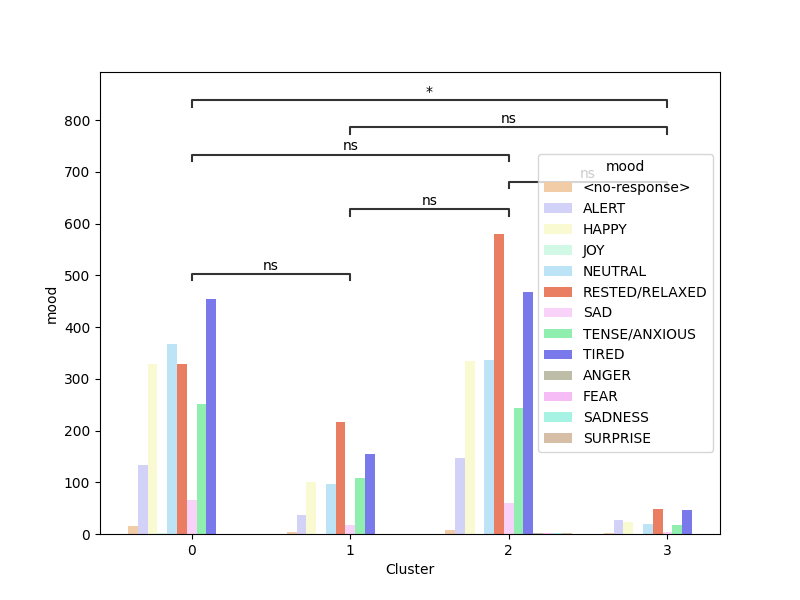 *
ns
ns
ns
ns
ns
mood
<no-response>
ALERT
HAPPY
JOY
NEUTRAL
RESTED/RELAXED
SAD
TENSE/ANXIOUS
TIRED
ANGER
FEAR
SADNESS
SURPRISE
mood
800
700
600
500
400
300
200
100
0
0
1
2
3
Cluster